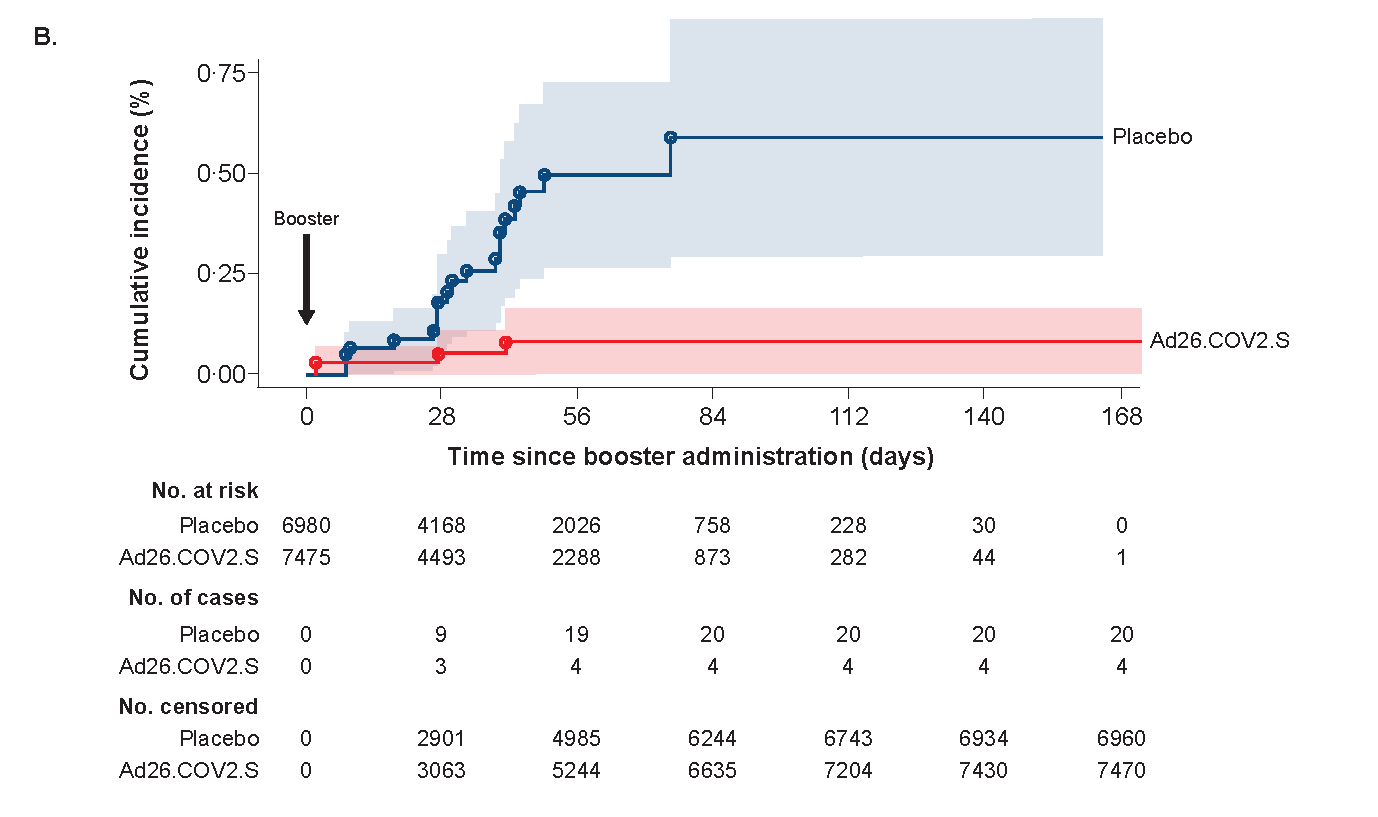 B.
Cumulative incidence (%)
0·75
0·50
0·25
0·00
Booster
Placebo
Ad26.COV2.S
0 28 56 84 112 140 168
Time since booster administration (days)
No. at risk
Placebo 6980 4168 2026 758 228 30 0
Ad26.COV2.S 7475 4493 2288 873 282 44 1
No. of cases
Placebo 0 9 19 20 20 20 20
Ad26.COV2.S 0 3 4 4 4 4 4
No. censored
Placebo 0 2901 4985 6244 6743 6934 6960
Ad26.COV2.S 0 3063 5244 6635 7204 7430 7470